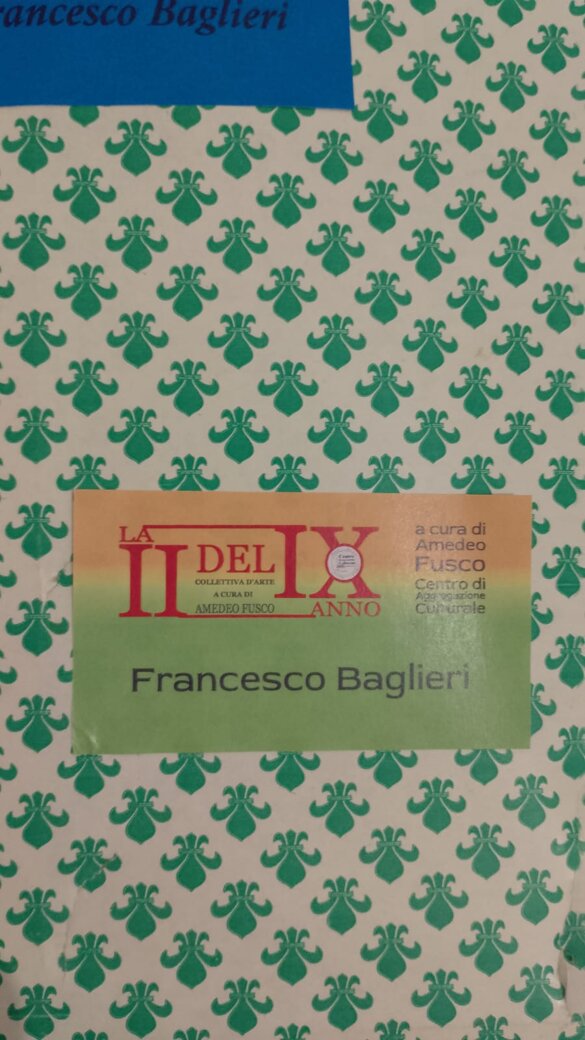 Francesco Baglieri
LA
II DEL IX
COLLETTIVA D'ARTE
A CURA DI
AMEDEO FUSCO
ANNO
a cura di
Amedeo
Fusco
Centro di
Aggregazione
Culturale
Francesco Baglieri